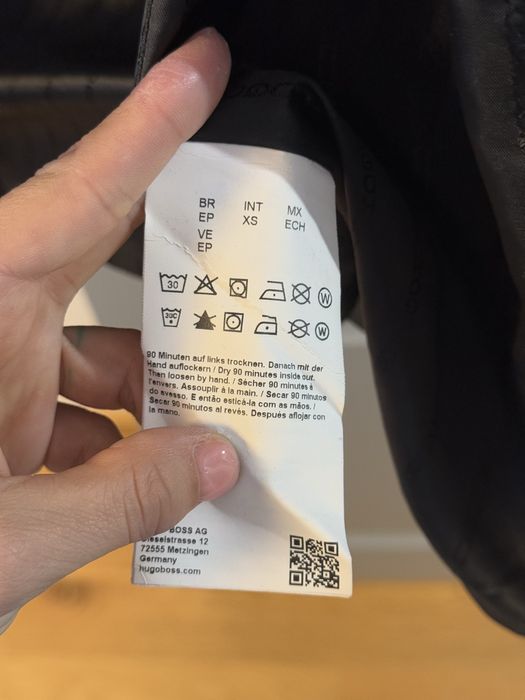 BR INT MX
EP XS ECH
VE
EP
30 W
30C W
90 Minuten auf links trocknen. Danach mit der
Hand auflockern / Dry 90 minutes inside out.
Then loosen by hand. / Sécher 90 minutes à
l'envers. Assouplir à la main. / Secar 90 minutos
do avesso. E então esticá-la com as mãos. /
Secar 90 minutos al revés. Después aflojar con
la mano.
BOSS AG
12
72555 Metzingen
Germany
hugoboss.com